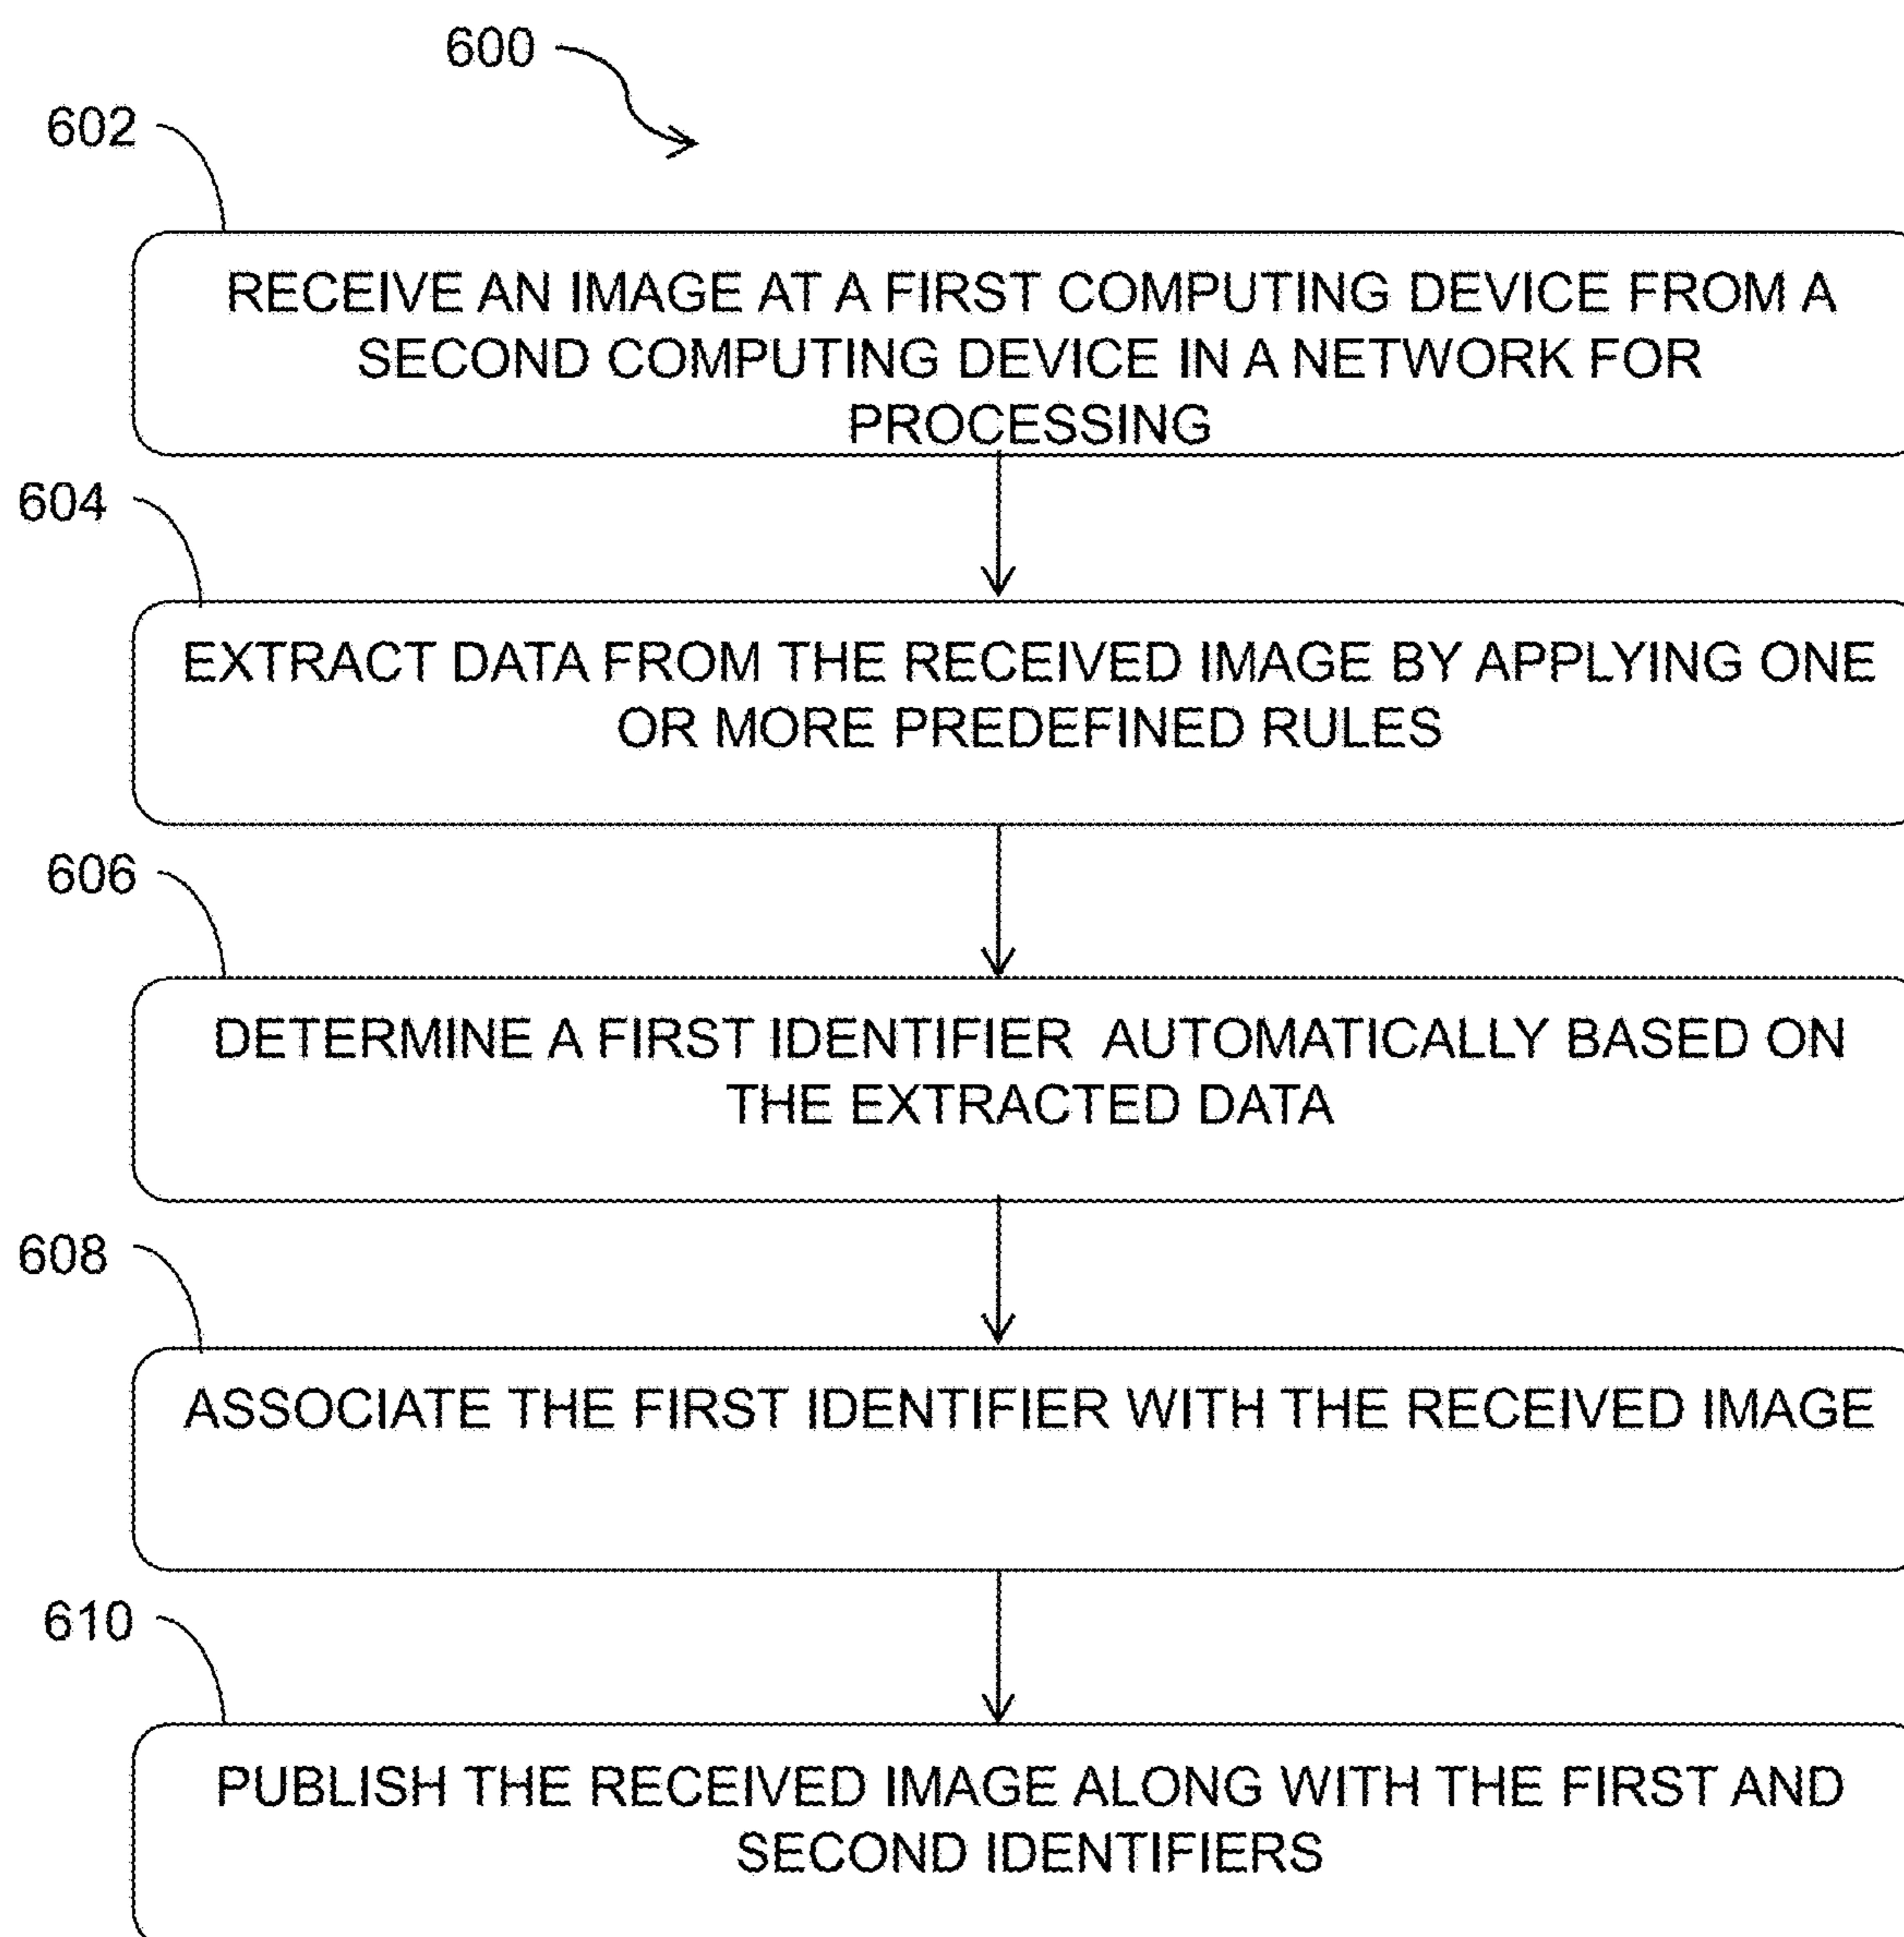 600
602
RECEIVE AN IMAGE AT A FIRST COMPUTING DEVICE FROM A
SECOND COMPUTING DEVICE IN A NETWORK FOR
PROCESSING
604
EXTRACT DATA FROM THE RECEIVED IMAGE BY APPLYING ONE
OR MORE PREDEFINED RULES
606
DETERMINE A FIRST IDENTIFIER AUTOMATICALLY BASED ON
THE EXTRACTED DATA
608
ASSOCIATE THE FIRST IDENTIFIER WITH THE RECEIVED IMAGE
610
PUBLISH THE RECEIVED IMAGE ALONG WITH THE FIRST AND
SECOND IDENTIFIERS